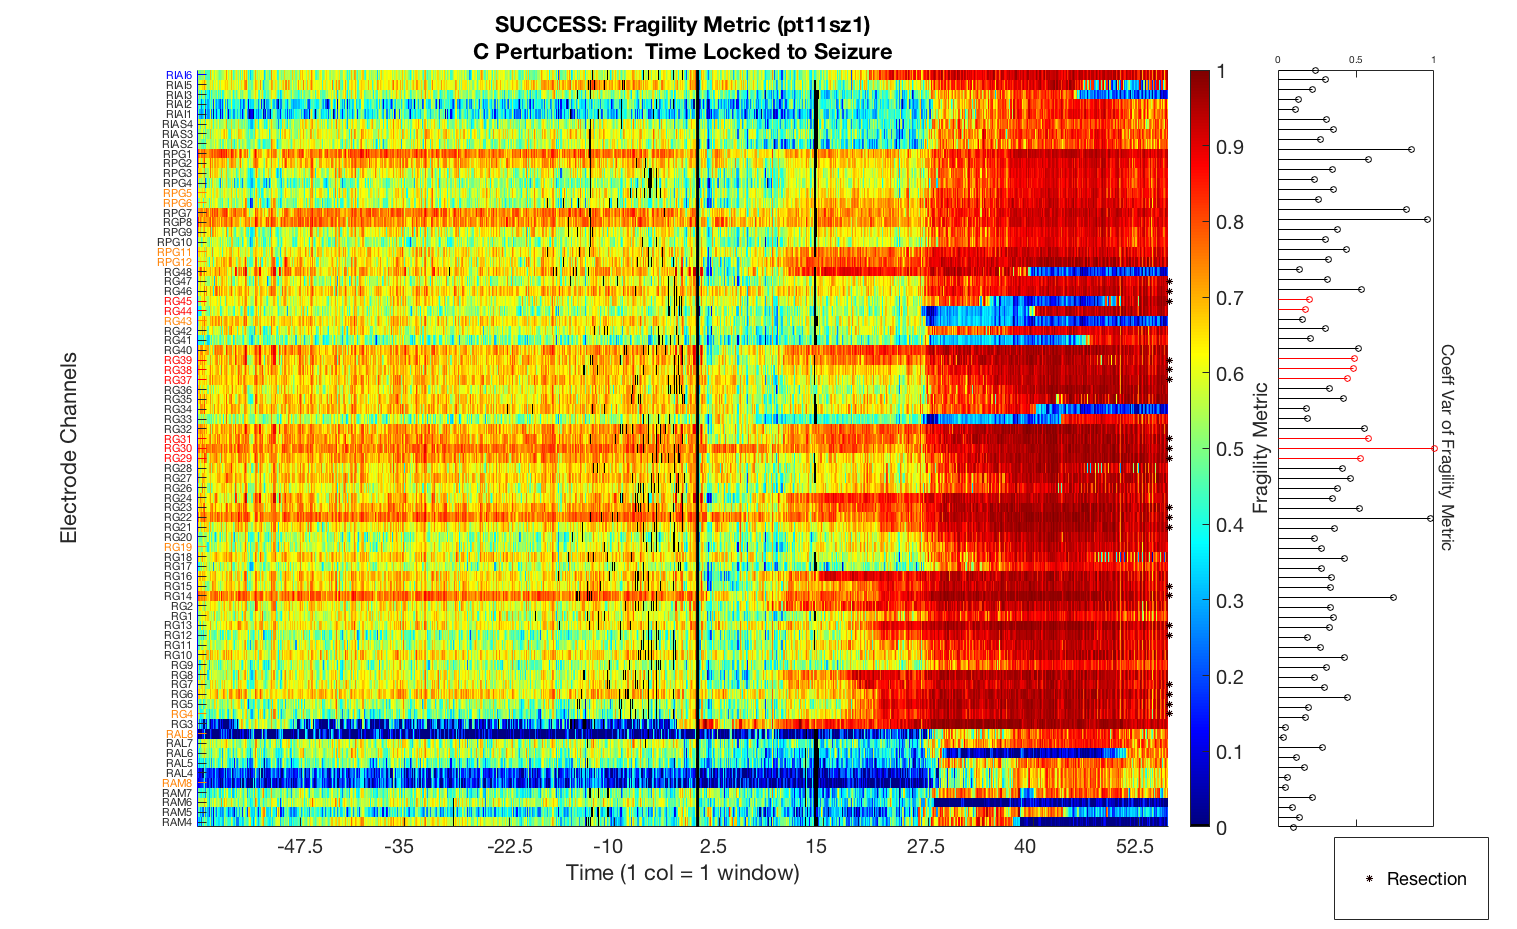 SUCCESS: Fragility Metric (pt11sz1)
C Perturbation: Time Locked to Seizure
Electrode Channels
RIAI6
RIAI5
RIAI3
RIAI2
RIAI1
RIAS4
RIAS3
RIAS2
RPG1
RPG2
RPG3
RPG4
RPG5
RPG6
RPG7
RGP8
RPG9
RPG10
RPG11
RPG12
RG48
RG47
RG46
RG45
RG44
RG43
RG42
RG41
RG40
RG39
RG38
RG37
RG36
RG35
RG34
RG33
RG32
RG31
RG30
RG29
RG28
RG27
RG26
RG24
RG23
RG22
RG21
RG20
RG19
RG18
RG17
RG16
RG15
RG14
RG2
RG1
RG13
RG12
RG11
RG10
RG9
RG8
RG7
RG6
RG5
RG4
RG3
RAL8
RAL7
RAL6
RAL5
RAL4
RAM8
RAM7
RAM6
RAM5
RAM4
-47.5 -35 -22.5 -10 2.5 15 27.5 40 52.5
Time (1 col = 1 window)
1
0.9
0.8
0.7
0.6
0.5
0.4
0.3
0.2
0.1
0
Fragility Metric
0 0.5 1
Coeff Var of Fragility Metric
* Resection